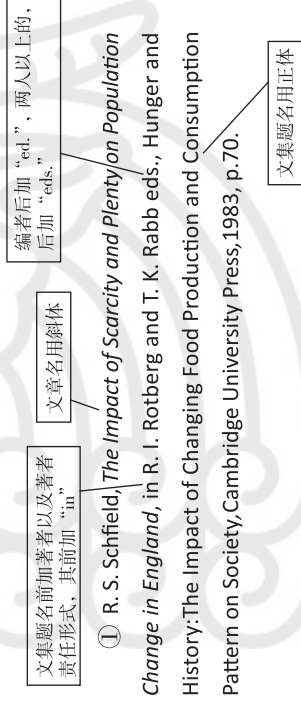 编者后加“ed.”，两人以上的，
后加“eds.”
文章名用斜体
文集题名前加著者以及著者
责任形式，其前加“in”
① R. S. Schfield, The Impact of Scarcity and Plenty on Population
Change in England, in R. I. Rotberg and T. K. Rabb eds., Hunger and
History:The Impact of Changing Food Production and Consumption
Pattern on Society,Cambridge University Press,1983, p.70.
文集题名用正体